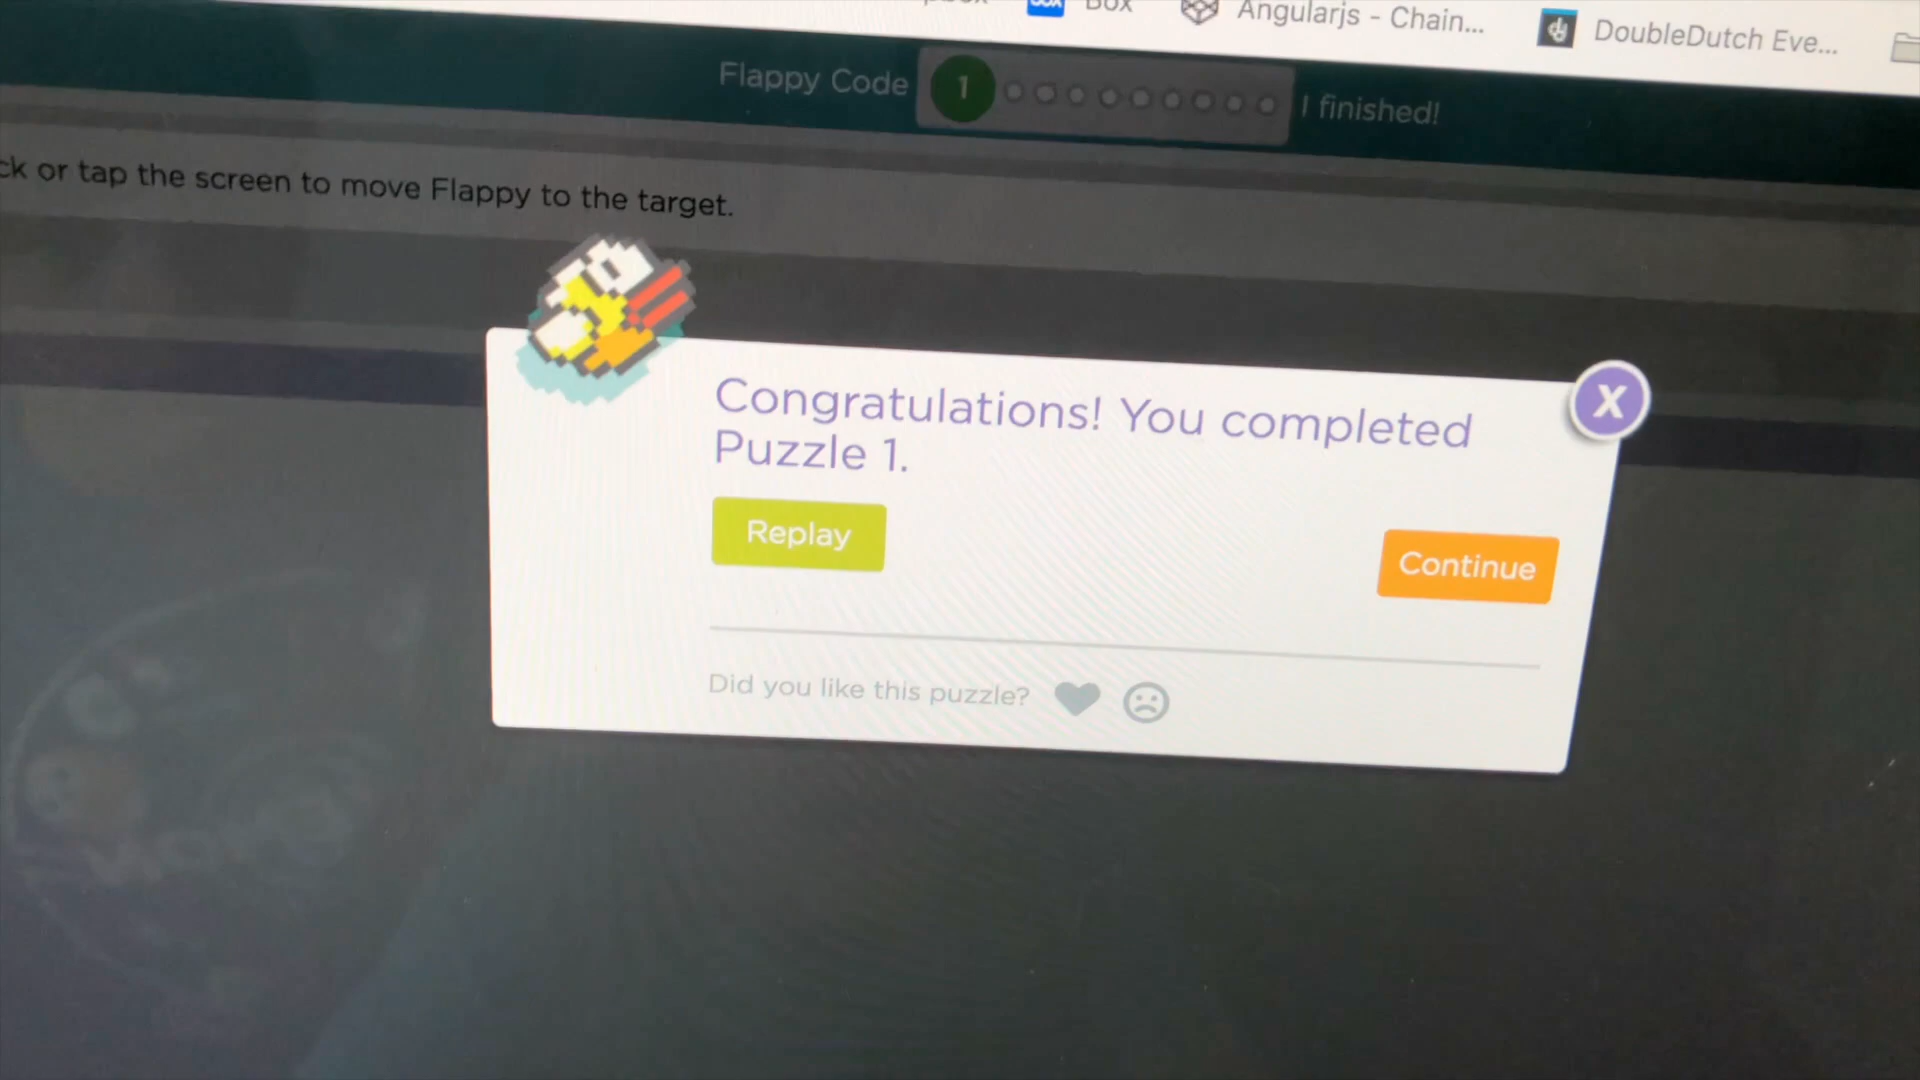 Box
Angularjs - Chain...
DoubleDutch Eve...
Flappy Code
1
I finished!
or tap the screen to move Flappy to the target.
Congratulations! You completed
Puzzle 1.
X
Replay
Continue
Did you like this puzzle?